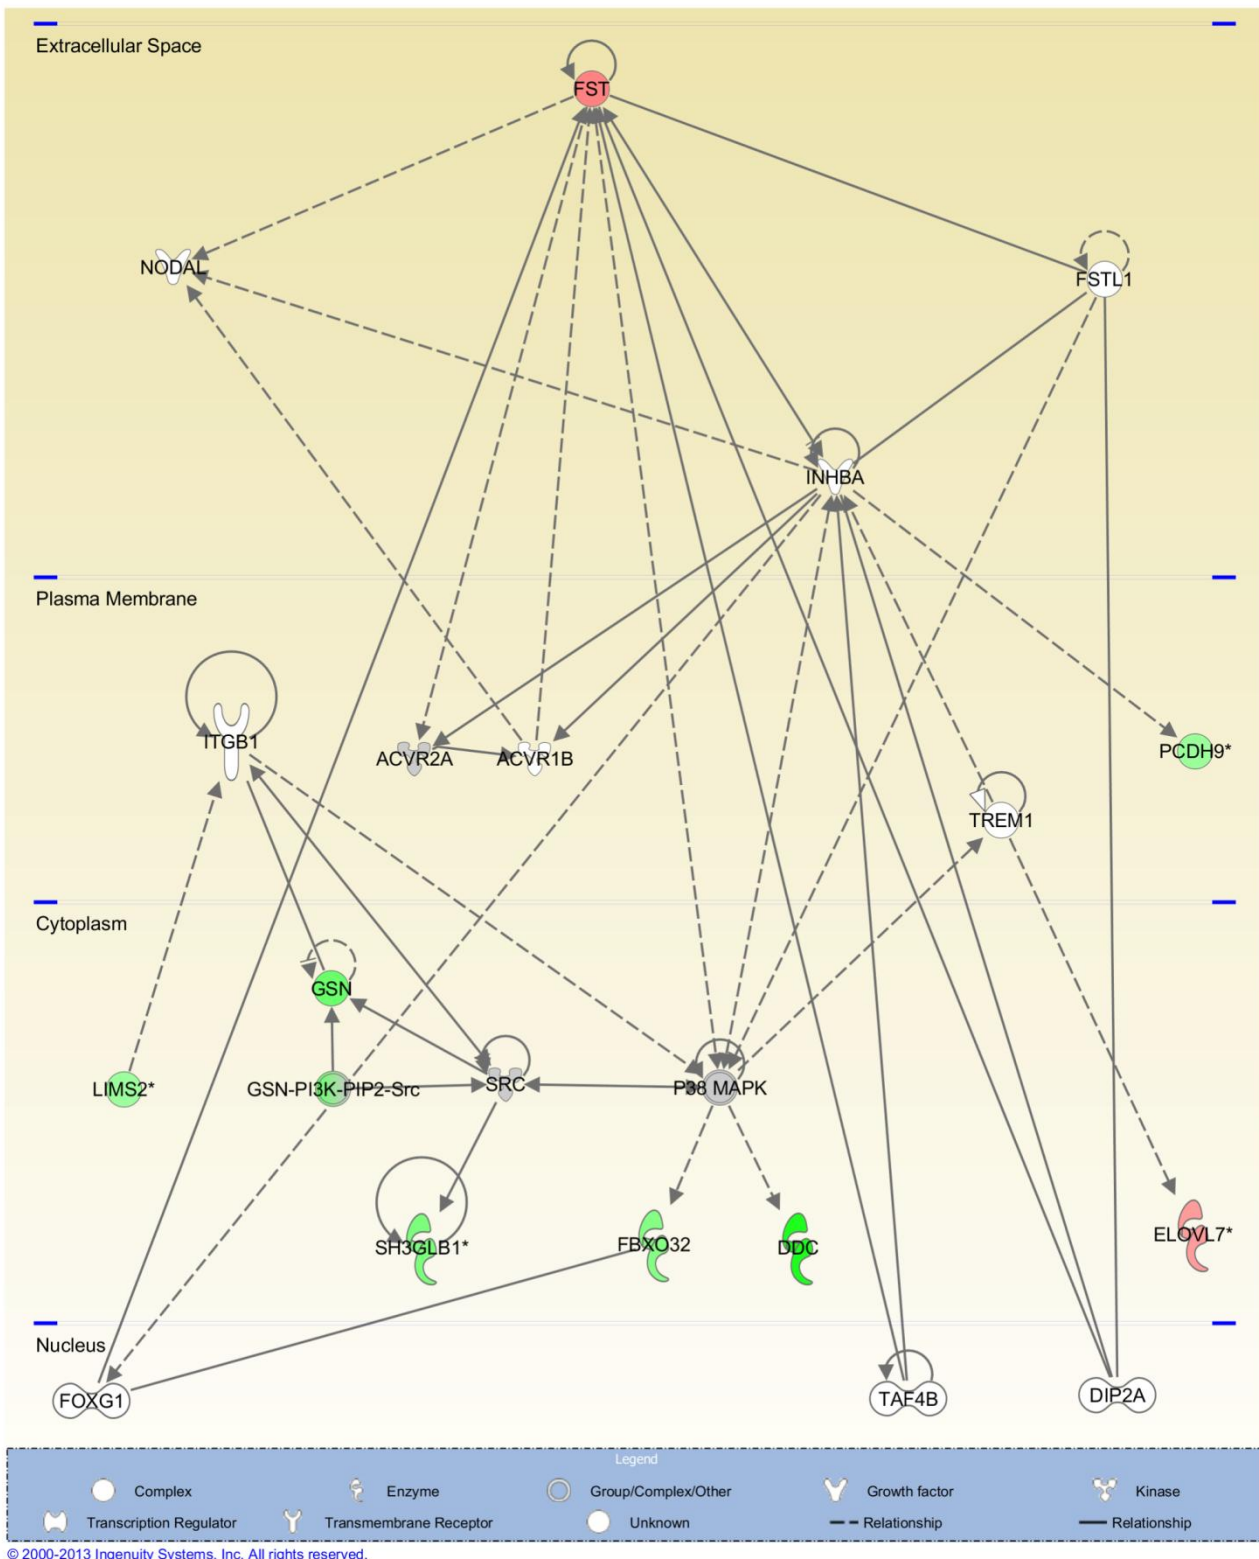 Extracellular Space
FST
NODAL
FSTL1
INHBA
Plasma Membrane
ITGB1
ACVR2A
ACVR1B
PCDH9*
TREM1
Cytoplasm
GSN
LIMS2*
GSN-PI3K-PIP2-Src
SRC
P38 MAPK
SH3GLB1*
FBXO32
DDC
ELOVL7*
Nucleus
FOXG1
TAF4B
DIP2A
Legend
Complex
Enzyme
Group/Complex/Other
Growth factor
Kinase
Transcription Regulator
Transmembrane Receptor
Unknown
Relationship
Relationship
© 2000-2013 Ingenuity Systems, Inc. All rights reserved.